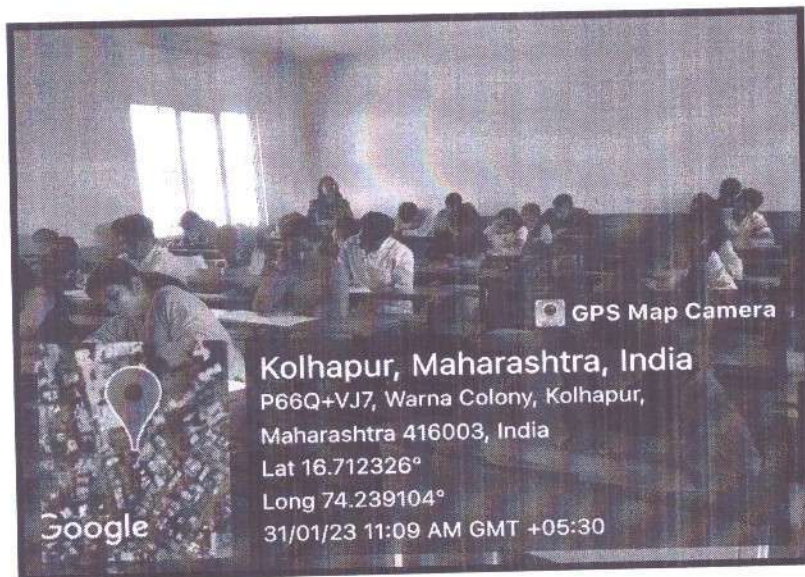 GPS Map Camera
Kolhapur, Maharashtra, India
P66Q+VJ7, Warna Colony, Kolhapur,
Maharashtra 416003, India
Lat 16.712326°
Long 74.239104°
31/01/23 11:09 AM GMT +05:30
Google